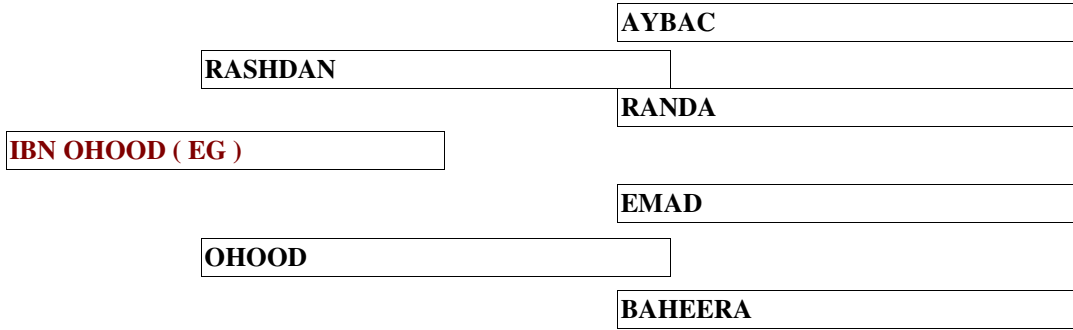 AYBAC
RASHDAN
RANDA
IBN OHOOD ( EG )
EMAD
OHOOD
BAHEERA